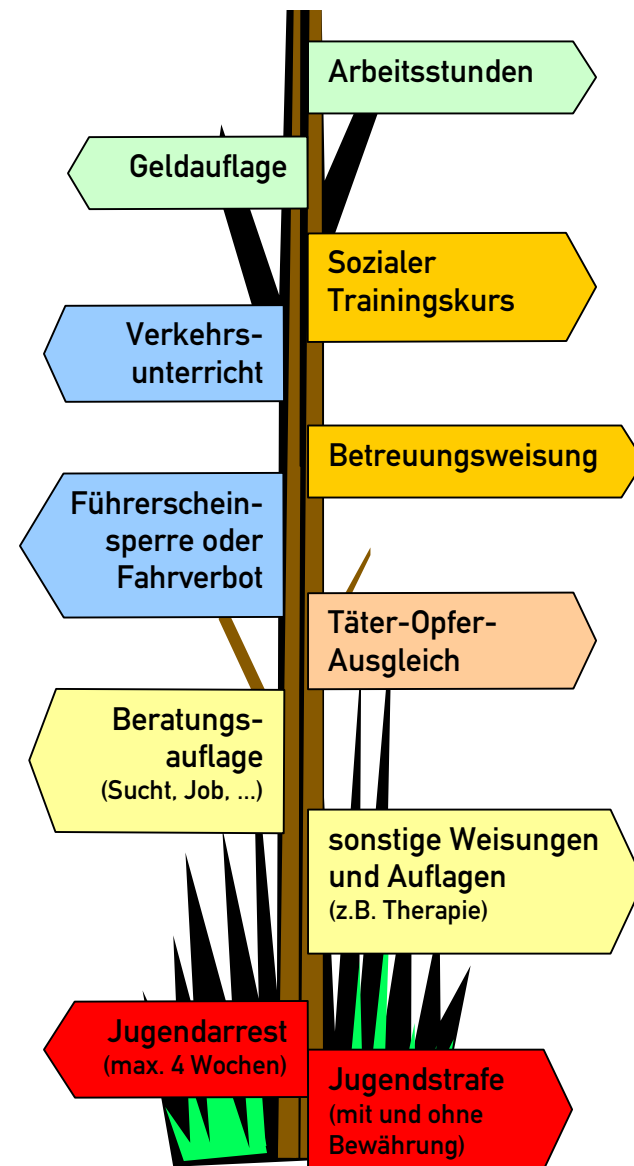 Arbeitsstunden
Geldauflage
Sozialer
Trainingskurs
Verkehrs-
unterricht
Betreuungsweisung
Führerschein-
sperre oder
Fahrverbot
Täter-Opfer-
Ausgleich
Beratungs-
auflage
(Sucht, Job, ...)
sonstige Weisungen
und Auflagen
(z.B. Therapie)
Jugendarrest
(max. 4 Wochen)
Jugendstrafe
(mit und ohne
Bewährung)